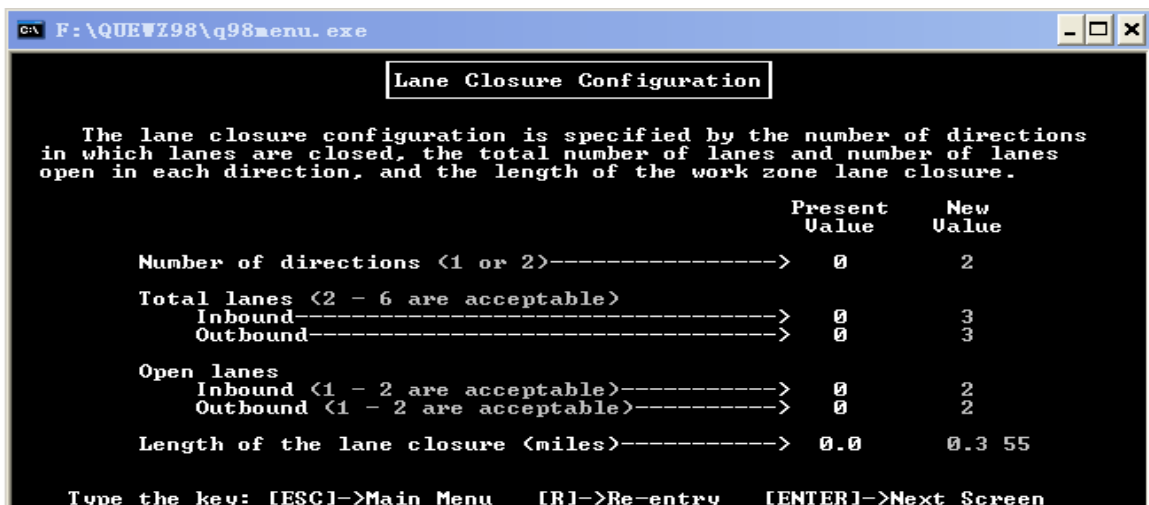 F:\QUEWZ98\q98menu.exe
Lane Closure Configuration
The lane closure configuration is specified by the number of directions
in which lanes are closed, the total number of lanes and number of lanes
open in each direction, and the length of the work zone lane closure.
Present New
Value Value
Number of directions (1 or 2)----------------> 0 2
Total lanes (2 - 6 are acceptable)
Inbound----------------------------------> 0 3
Outbound---------------------------------> 0 3
Open lanes
Inbound (1 - 2 are acceptable)-----------> 0 2
Outbound (1 - 2 are acceptable)----------> 0 2
Length of the lane closure (miles)-----------> 0.0 0.3 55
Type the key: [ESC]->Main Menu [R]->Re-entry [ENTER]->Next Screen